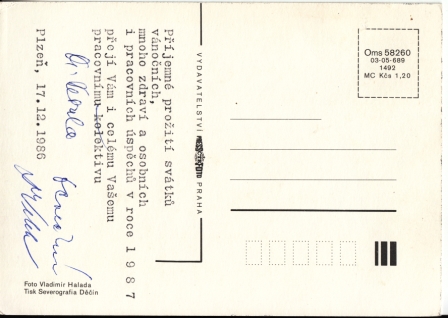 Příjemné prožití svátků
vánočních,
mnoho zdraví a osobních
i pracovních úspěchů v roce 1987
přejí Vám i celému Vašemu
pracovnímu kolektivu
Plzeň, 17.12.1986
Foto Vladimír Halada
Tisk Severografia Děčín
VYDAVATELSTVÍ
PRAHA
Oms 58260
03-05-689
1492
MC Kčs 1,20